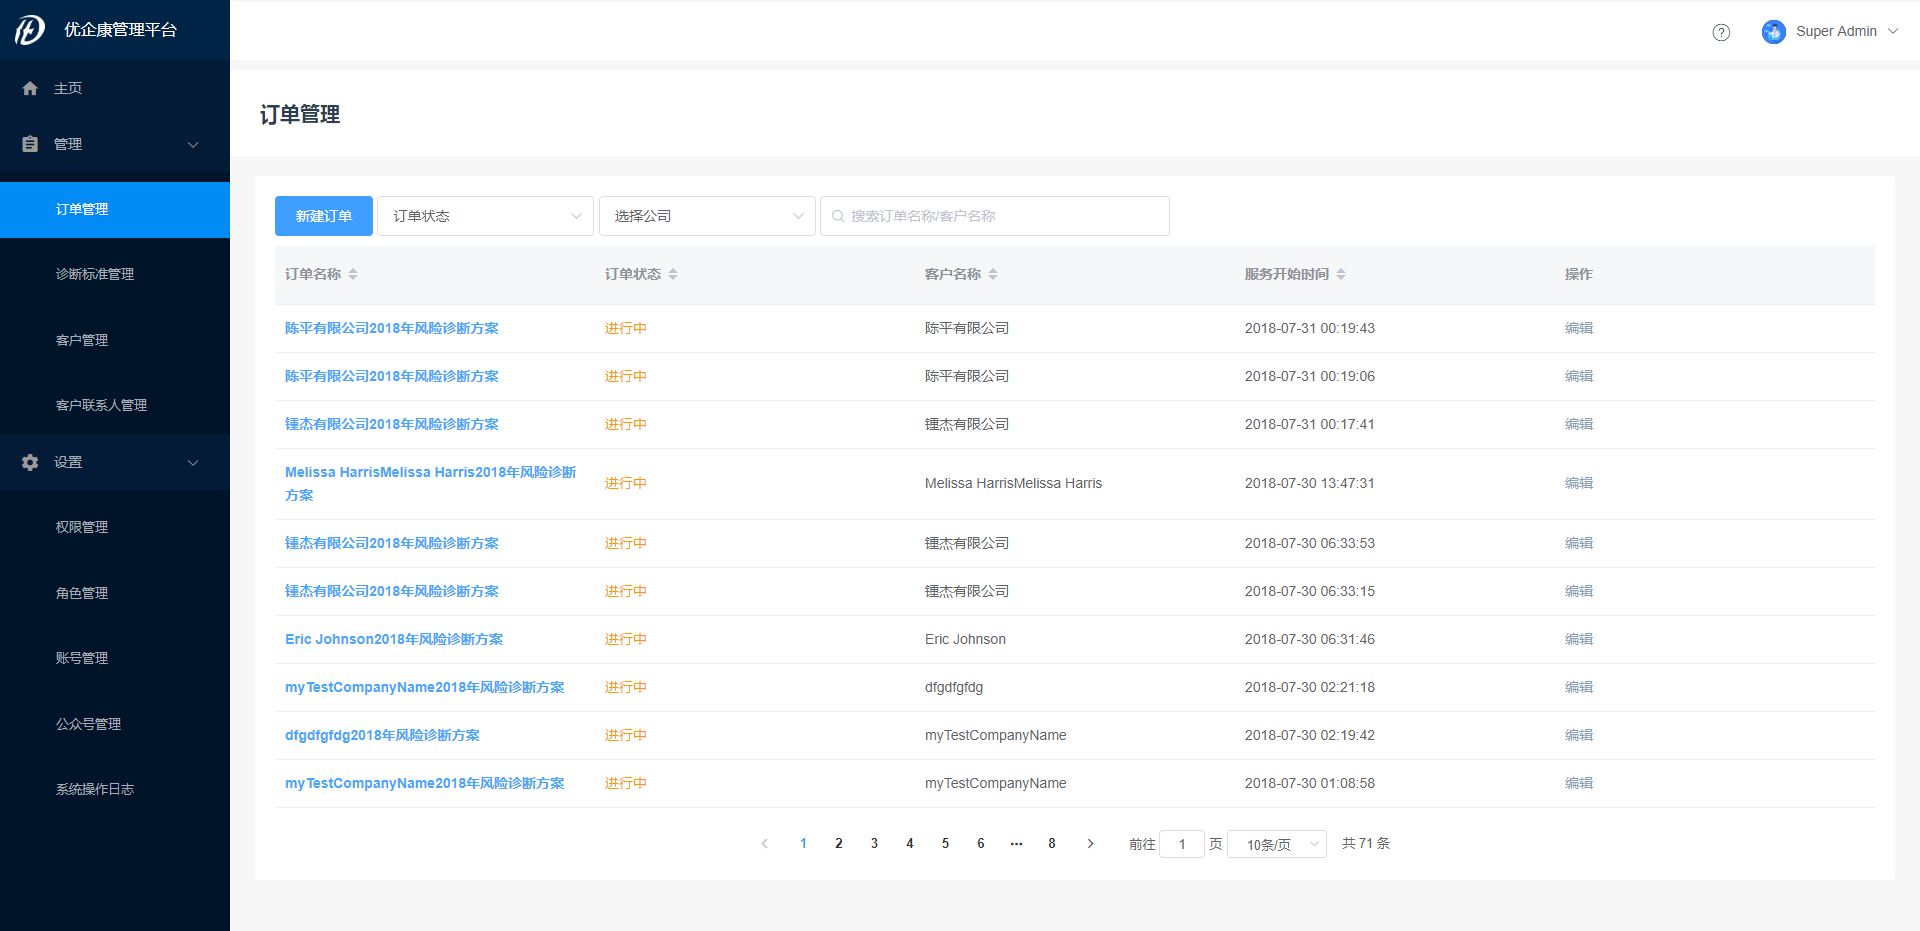 优企康管理平台
Super Admin
主页
管理
订单管理
诊断标准管理
客户管理
客户联系人管理
设置
权限管理
角色管理
账号管理
公众号管理
系统操作日志
订单管理
新建订单 订单状态 选择公司 搜索订单名称/客户名称
订单名称 订单状态 客户名称 服务开始时间 操作
陈平有限公司2018年风险诊断方案 进行中 陈平有限公司 2018-07-31 00:19:43 编辑
陈平有限公司2018年风险诊断方案 进行中 陈平有限公司 2018-07-31 00:19:06 编辑
锺杰有限公司2018年风险诊断方案 进行中 锺杰有限公司 2018-07-31 00:17:41 编辑
Melissa HarrisMelissa Harris2018年风险诊断
方案
进行中 Melissa HarrisMelissa Harris 2018-07-30 13:47:31 编辑
锺杰有限公司2018年风险诊断方案 进行中 锺杰有限公司 2018-07-30 06:33:53 编辑
锺杰有限公司2018年风险诊断方案 进行中 锺杰有限公司 2018-07-30 06:33:15 编辑
Eric Johnson2018年风险诊断方案 进行中 Eric Johnson 2018-07-30 06:31:46 编辑
myTestCompanyName2018年风险诊断方案 进行中 dfgdfgfdg 2018-07-30 02:21:18 编辑
dfgdfgfdg2018年风险诊断方案 进行中 myTestCompanyName 2018-07-30 02:19:42 编辑
myTestCompanyName2018年风险诊断方案 进行中 myTestCompanyName 2018-07-30 01:08:58 编辑
1 2 3 4 5 6 ··· 8 前往 1 页 10条/页 共 71 条